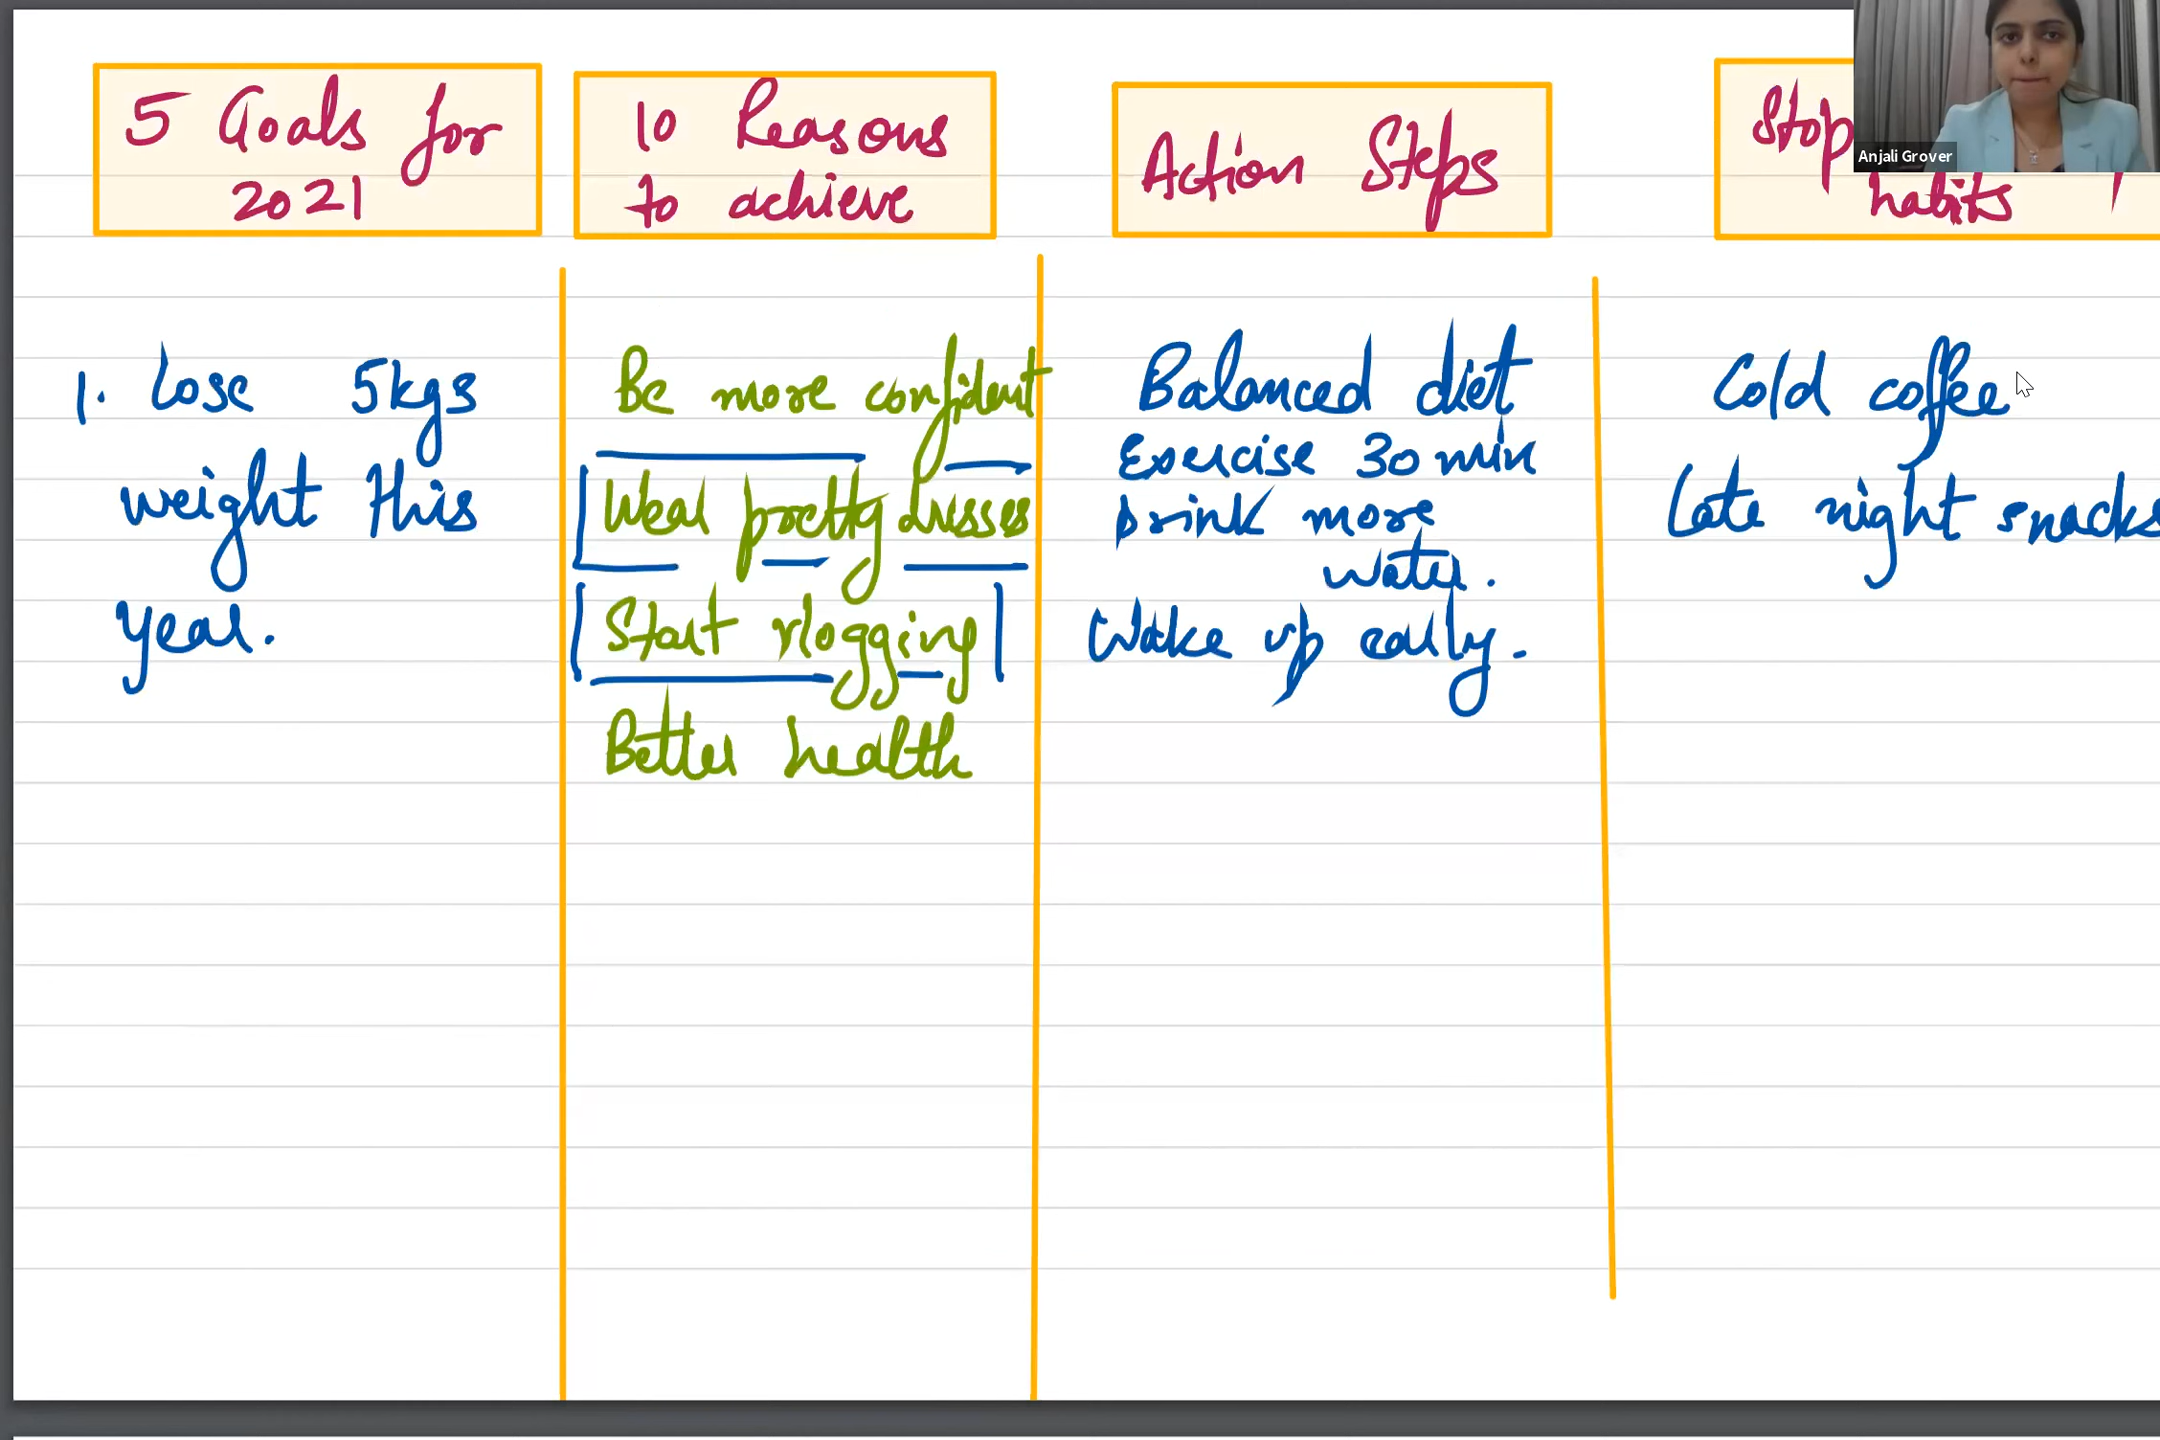 5 Goals for
2021
10 Reasons
to achieve
Action Steps
Stop
habits
Anjali Grover
1. Lose 5kgs
weight this
year.
Be more confident
Wear pretty dresses
Start vlogging
Better health
Balanced diet
Exercise 30 min
Drink more
water.
Wake up early.
Cold coffee
Late night snacks